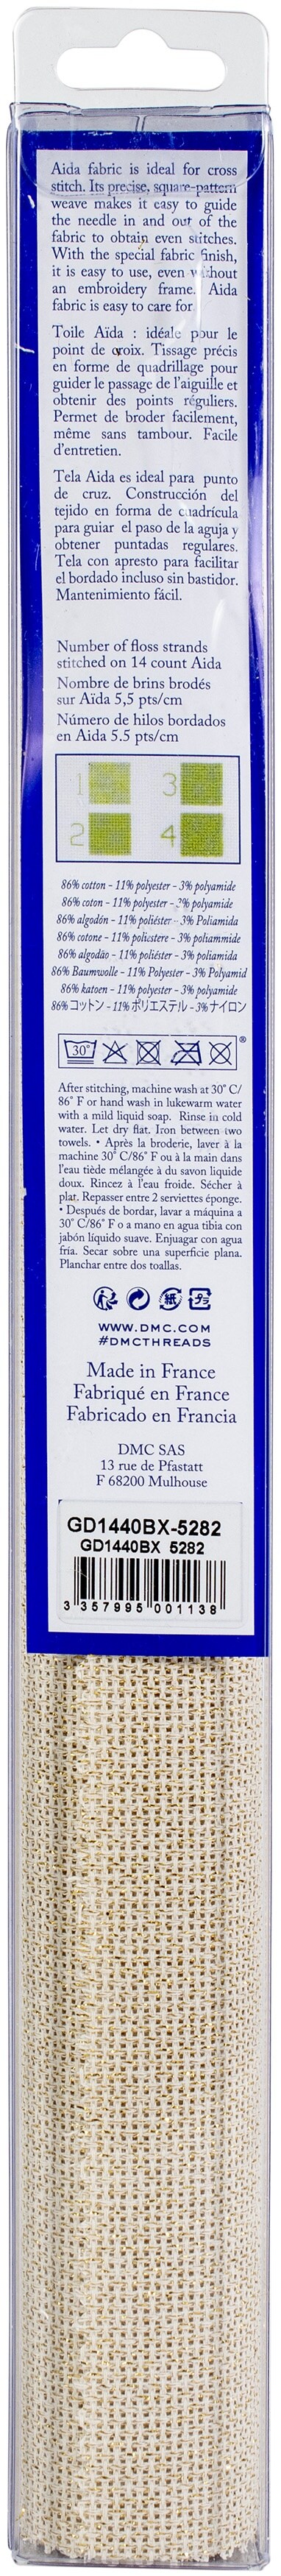 Aida fabric is ideal for cross
stitch. Its precise, square-pattern
weave makes it easy to guide
the needle in and out of the
fabric to obtain even stitches.
With the special fabric finish,
it is easy to use, even without
an embroidery frame. Aida
fabric is easy to care for
Toile Aïda : idéale pour le
point de croix. Tissage précis
en forme de quadrillage pour
guider le passage de l'aiguille et
obtenir des points réguliers.
Permet de broder facilement,
même sans tambour. Facile
d'entretien.
Tela Aida es ideal para punto
de cruz. Construcción del
tejido en forma de cuadrícula
para guiar el paso de la aguja y
obtener puntadas regulares.
Tela con apresto para facilitar
el bordado incluso sin bastidor.
Mantenimiento fácil.
Number of floss strands
stitched on 14 count Aida
Nombre de brins brodés
sur Aïda 5,5 pts/cm
Número de hilos bordados
en Aida 5.5 pts/cm
1 3
2 4
86% cotton - 11% polyester - 3% polyamide
86% coton - 11% polyester - 3% polyamide
86% algodón - 11% poliéster - 3% Poliamida
86% cotone - 11% poliestere - 3% poliammide
86% algodão - 11% poliéster - 3% poliamida
86% Baumwolle - 11% Polyester - 3% Polyamid
86% katoen - 11% polyester - 3% polyamide
86% コットン - 11% ポリエステル - 3% ナイロン
30° ®
After stitching, machine wash at 30° C/
86° F or hand wash in lukewarm water
with a mild liquid soap. Rinse in cold
water. Let dry flat. Iron between two
towels. • Après la broderie, laver à la
machine 30° C/86° F ou à la main dans
l'eau tiède mélangée à du savon liquide
doux. Rincez à l'eau froide. Sécher à
plat. Repasser entre 2 serviettes éponge.
• Después de bordar, lavar a máquina a
30° C/86° F o a mano en agua tibia con
jabón líquido suave. Enjuagar con agua
fría. Secar sobre una superficie plana.
Planchar entre dos toallas.
紙 プラ
WWW.DMC.COM
#DMCTHREADS
Made in France
Fabriqué en France
Fabricado en Francia
DMC SAS
13 rue de Pfastatt
F 68200 Mulhouse
GD1440BX-5282
GD1440BX 5282
3 357995 001138